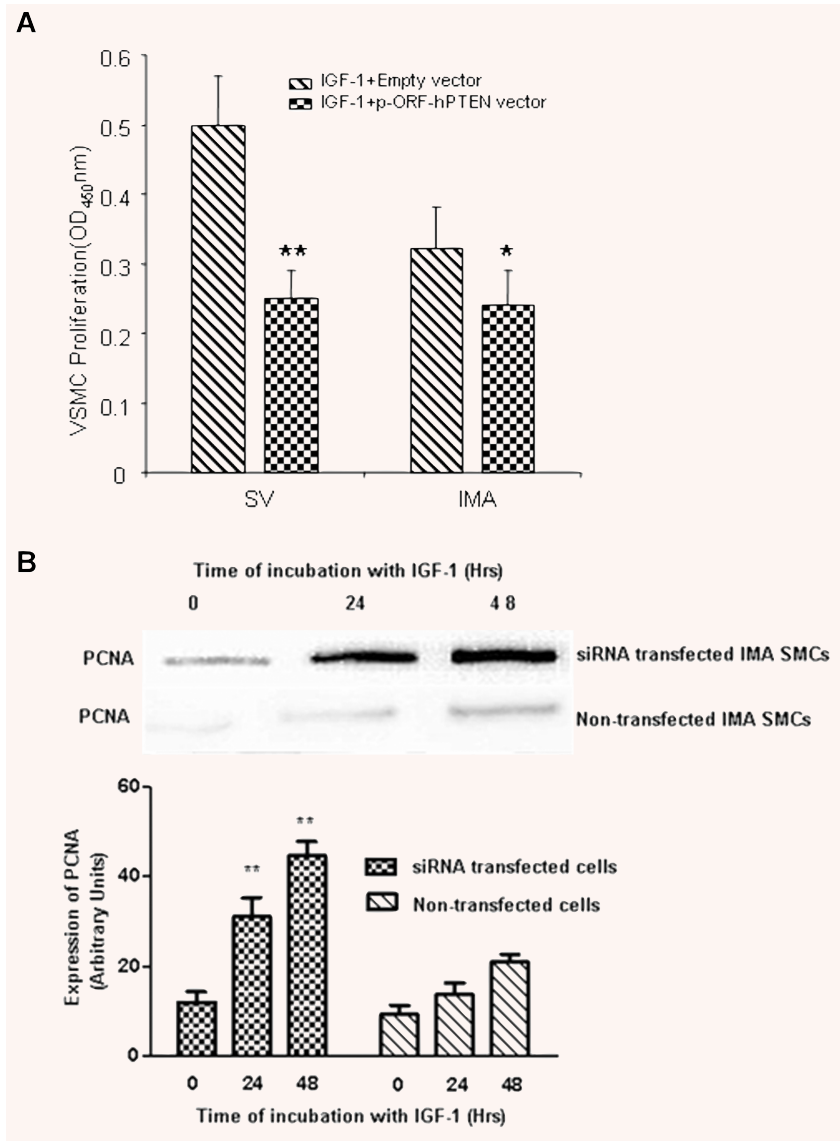 A
0.6
IGF-1+Empty vector
IGF-1+p-ORF-hPTEN vector
0.5
0.4
0.3
0.2
0.1
0
VSMC Proliferation(OD450nm)
** *
SV IMA
B
Time of incubation with IGF-1 (Hrs)
0 24 4 8
PCNA siRNA transfected IMA SMCs
PCNA Non-transfected IMA SMCs
60
40
20
0
Expression of PCNA
(Arbitrary Units)
** **
siRNA transfected cells
Non-transfected cells
0 24 48 0 24 48
Time of incubation with IGF-1 (Hrs)